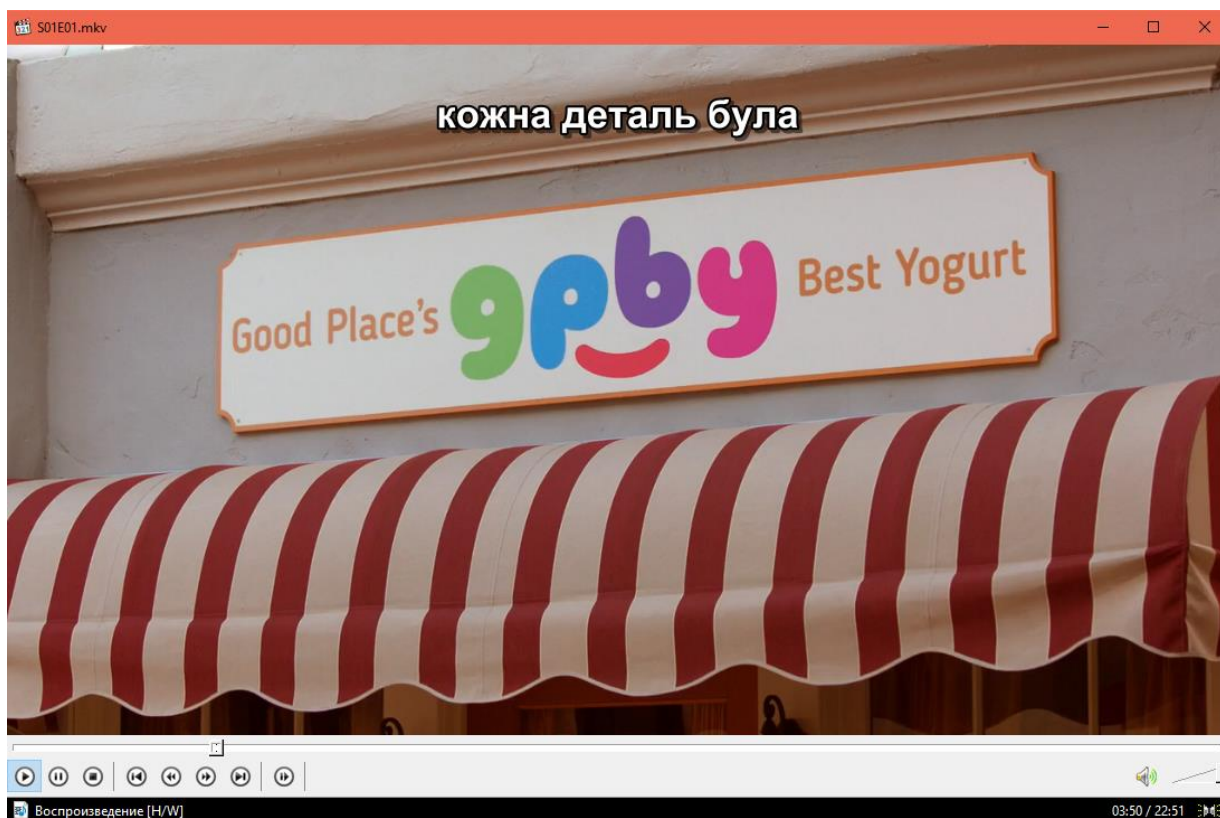 S01E01.mkv
кожна деталь була
Good Place's gpby Best Yogurt
Воспроизведение [H/W]
03:50 / 22:51